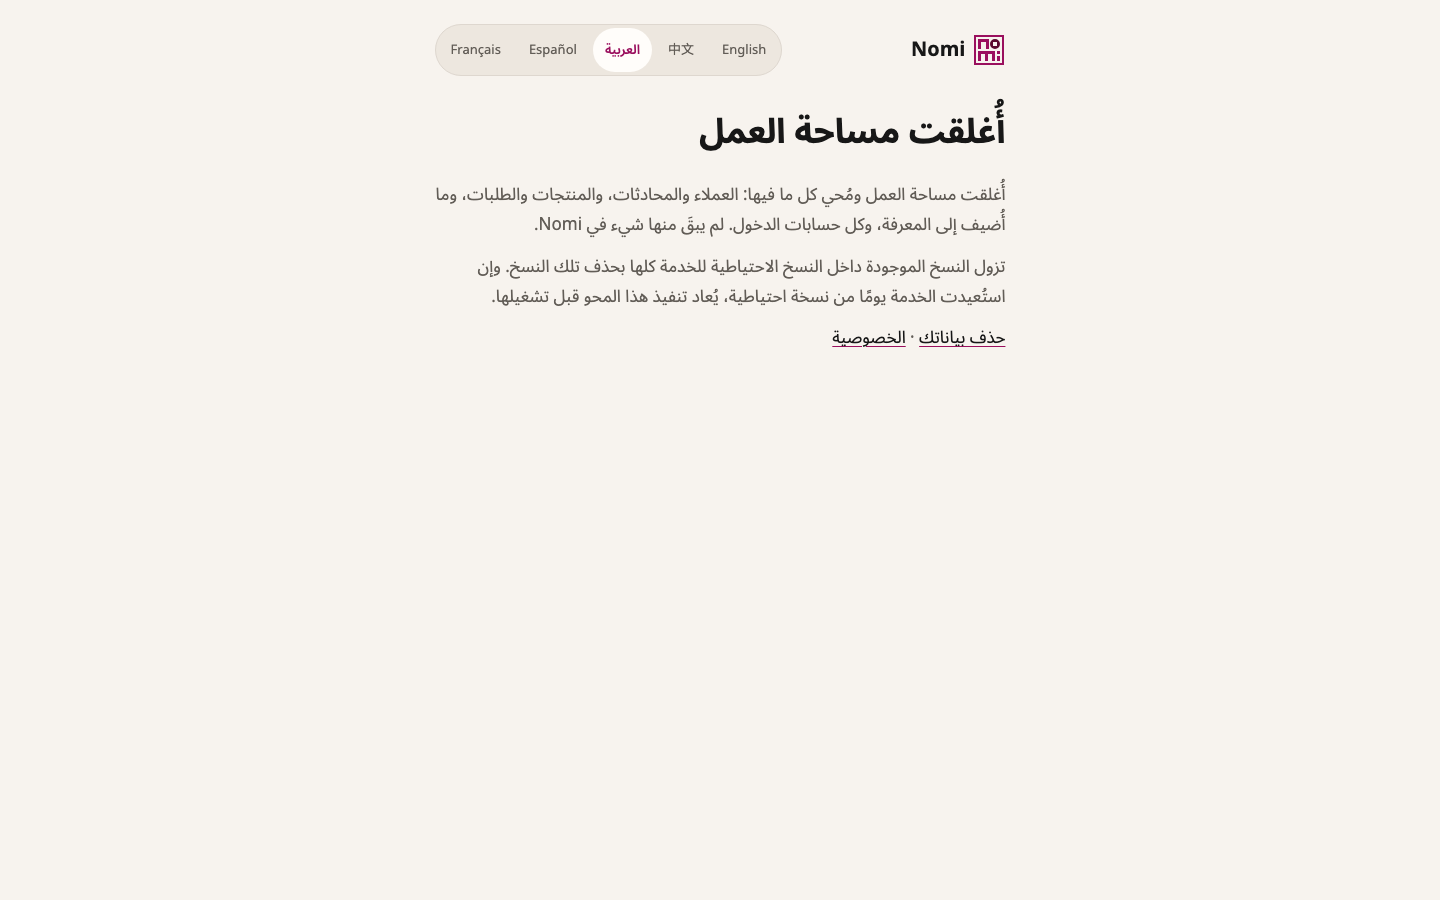 Nomi
English 中文 العربية Español Français
أُغلقت مساحة العمل
أُغلقت مساحة العمل ومُحي كل ما فيها: العملاء والمحادثات، والمنتجات والطلبات، وما
أُضيف إلى المعرفة، وكل حسابات الدخول. لم يبقَ منها شيء في Nomi.
تزول النسخ الموجودة داخل النسخ الاحتياطية للخدمة كلها بحذف تلك النسخ. وإن
استُعيدت الخدمة يومًا من نسخة احتياطية، يُعاد تنفيذ هذا المحو قبل تشغيلها.
حذف بياناتك · الخصوصية